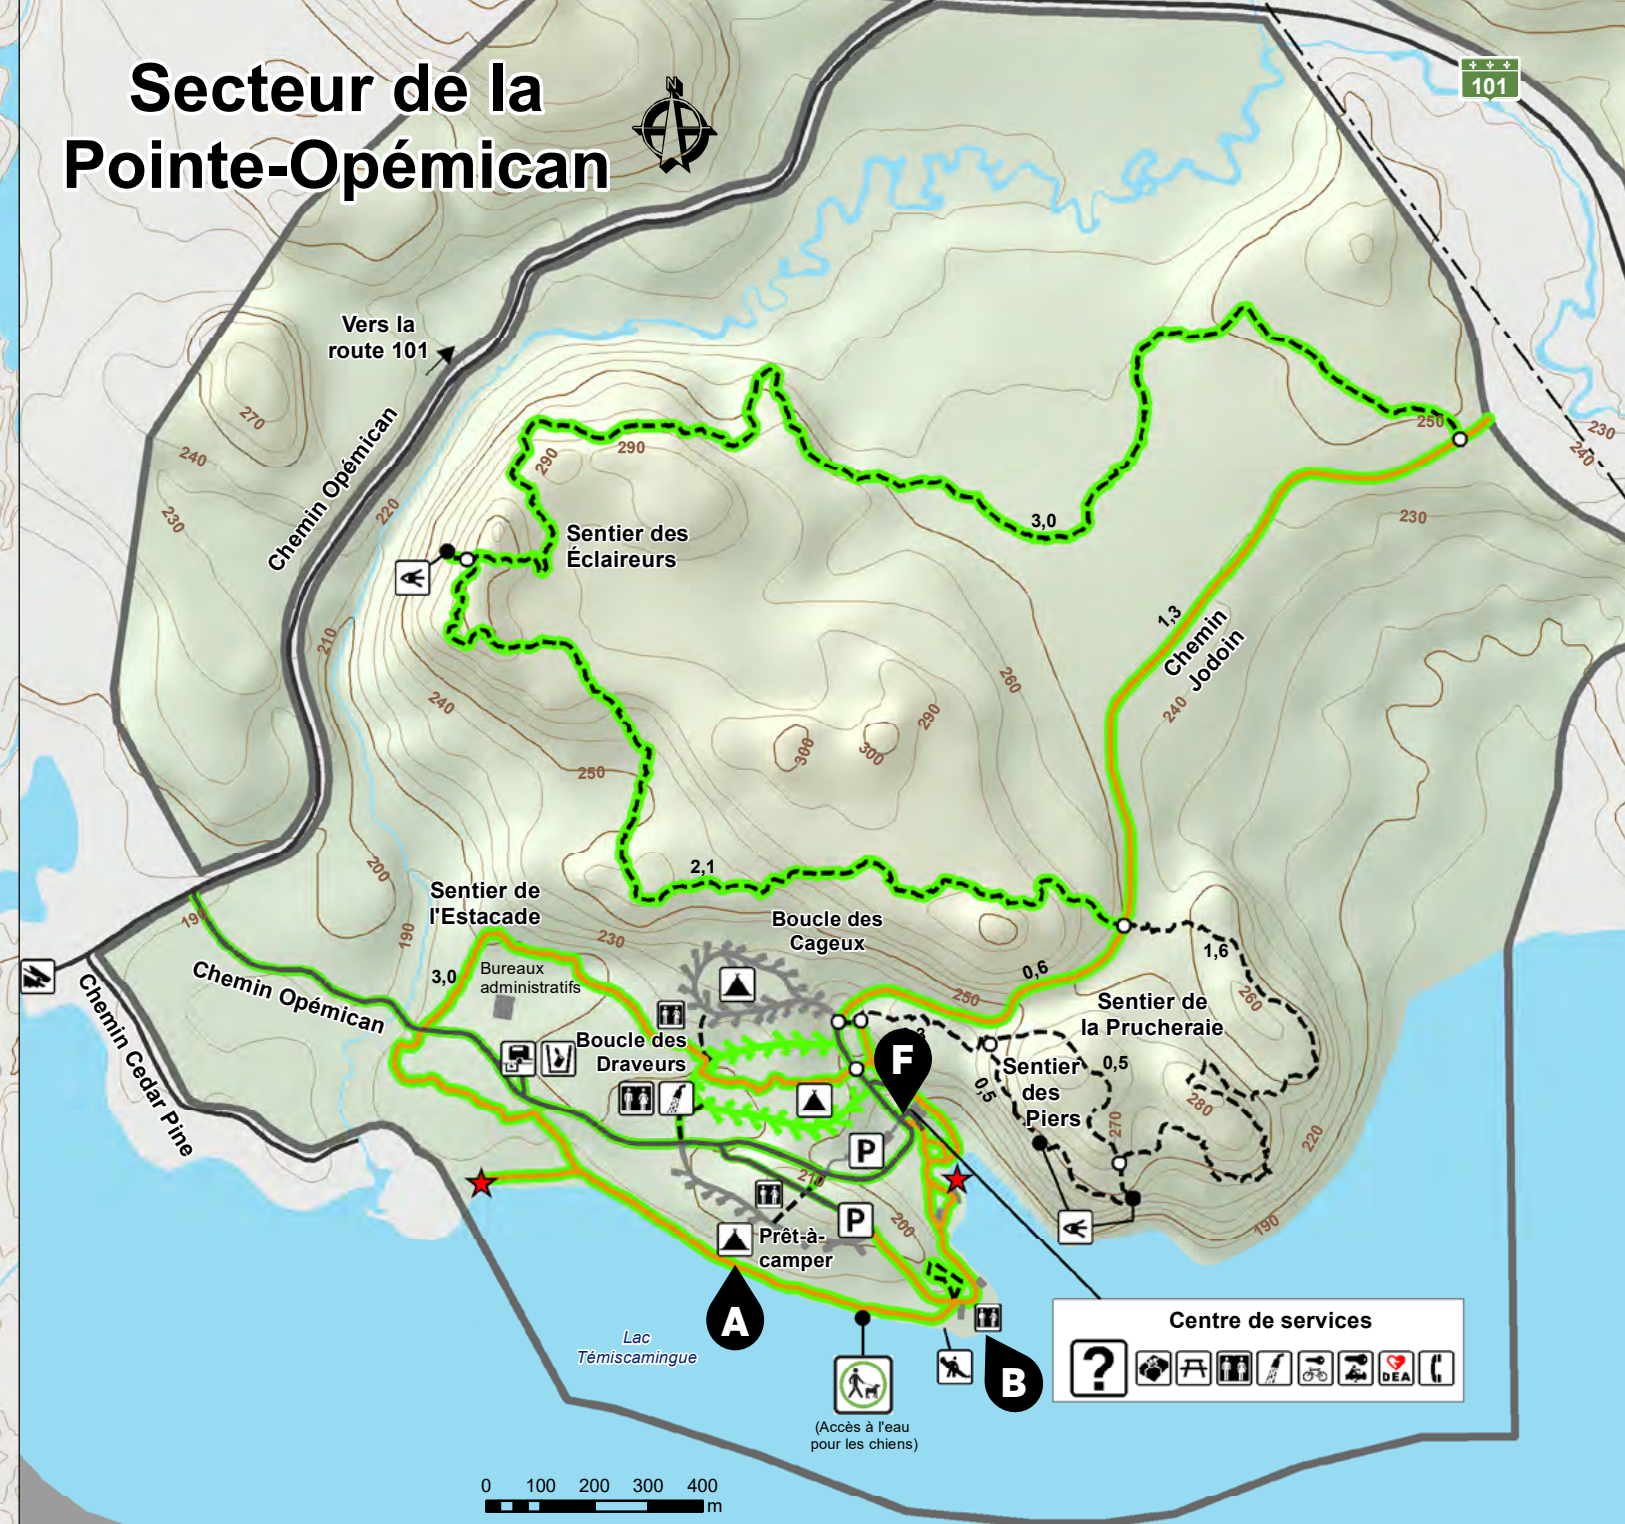 Secteur de la
Pointe-Opémican
N
101
Vers la
route 101
Chemin Opémican
270
240
230
220
210
290
290
250
230
240
230
3,0
Sentier des
Éclaireurs
1,3
Chemin
Jodoin
240
260
290
300
300
240
250
200
190
190
2,1
Sentier de
l'Estacade
230
Boucle des
Cageux
3,0
Bureaux
administratifs
0,6
250
1,6
260
Sentier de
la Prucheraie
Chemin Opémican
Chemin Cedar Pine
Boucle des
Draveurs
F
Sentier
des
Piers
0,5
0,5
270
280
220
190
P
210
P
200
Prêt-à-
camper
A
B
Lac
Témiscamingue
(Accès à l'eau
pour les chiens)
Centre de services
?
DEA
0 100 200 300 400
m